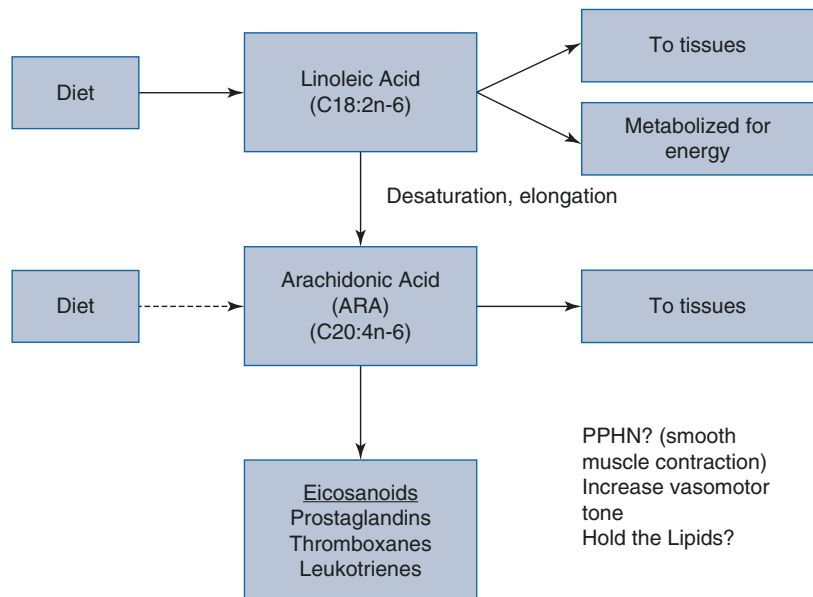 Diet
Linoleic Acid
(C18:2n-6)
To tissues
Metabolized for
energy
Desaturation, elongation
Diet
Arachidonic Acid
(ARA)
(C20:4n-6)
To tissues
Eicosanoids
Prostaglandins
Thromboxanes
Leukotrienes
PPHN? (smooth
muscle contraction)
Increase vasomotor
tone
Hold the Lipids?